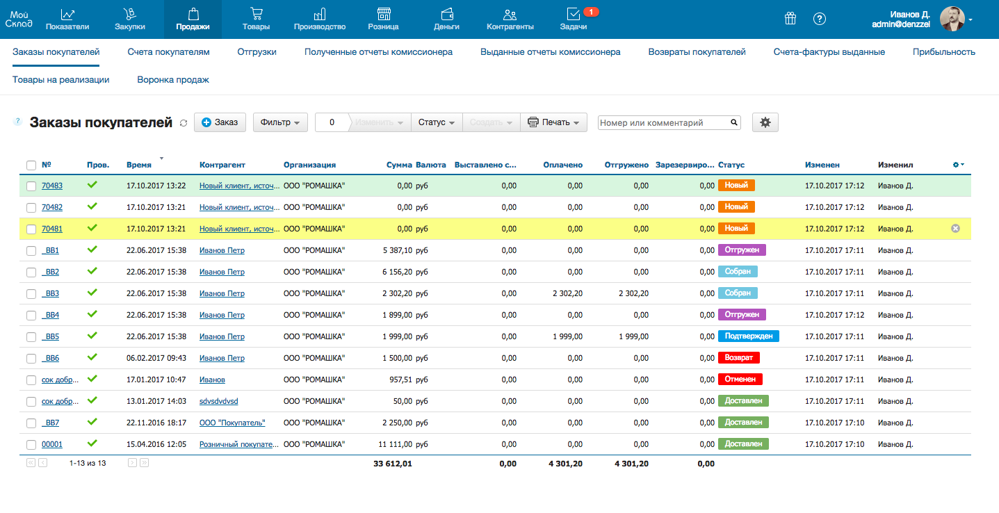 Мой Склад Показатели Закупки Продажи Товары Производство Розница Деньги Контрагенты Задачи 1 ? Иванов Д. admin@denzzel
Заказы покупателей Счета покупателям Отгрузки Полученные отчеты комиссионера Выданные отчеты комиссионера Возвраты покупателей Счета-фактуры выданные Прибыльность
Товары на реализации Воронка продаж
? Заказы покупателей Заказ Фильтр 0 Изменить Статус Создать Печать Номер или комментарий
№ Пров. Время Контрагент Организация Сумма Валюта Выставлено с... Оплачено Отгружено Зарезервиро... Статус Изменен Изменил
70483 17.10.2017 13:22 Новый клиент, источ... ООО "РОМАШКА" 0,00 руб 0,00 0,00 0,00 0,00 Новый 17.10.2017 17:12 Иванов Д.
70482 17.10.2017 13:21 Новый клиент, источ... ООО "РОМАШКА" 0,00 руб 0,00 0,00 0,00 0,00 Новый 17.10.2017 17:12 Иванов Д.
70481 17.10.2017 13:21 Новый клиент, источ... ООО "РОМАШКА" 0,00 руб 0,00 0,00 0,00 0,00 Новый 17.10.2017 17:12 Иванов Д.
_BB1 22.06.2017 15:38 Иванов Петр ООО "РОМАШКА" 5 387,10 руб 0,00 0,00 0,00 0,00 Отгружен 17.10.2017 17:11 Иванов Д.
_BB2 22.06.2017 15:38 Иванов Петр ООО "РОМАШКА" 6 156,20 руб 0,00 0,00 0,00 0,00 Собран 17.10.2017 17:11 Иванов Д.
_BB3 22.06.2017 15:38 Иванов Петр ООО "РОМАШКА" 2 302,20 руб 0,00 2 302,20 2 302,20 0,00 Собран 17.10.2017 17:11 Иванов Д.
_BB4 22.06.2017 15:38 Иванов Петр ООО "РОМАШКА" 1 899,00 руб 0,00 0,00 0,00 0,00 Отгружен 17.10.2017 17:12 Иванов Д.
_BB5 22.06.2017 15:38 Иванов Петр ООО "РОМАШКА" 1 999,00 руб 0,00 1 999,00 1 999,00 0,00 Подтвержден 17.10.2017 17:11 Иванов Д.
_BB6 06.02.2017 09:43 Иванов Петр ООО "РОМАШКА" 1 500,00 руб 0,00 0,00 0,00 0,00 Возврат 17.10.2017 17:11 Иванов Д.
сок добр... 17.01.2017 10:47 Иванов ООО "РОМАШКА" 957,51 руб 0,00 0,00 0,00 0,00 Отменен 17.10.2017 17:11 Иванов Д.
сок добр... 13.01.2017 14:03 sdvsdvdvsd ООО "РОМАШКА" 50,00 руб 0,00 0,00 0,00 0,00 Доставлен 17.10.2017 17:11 Иванов Д.
_BB7 22.11.2016 18:17 ООО "Покупатель" ООО "РОМАШКА" 2 250,00 руб 0,00 0,00 0,00 0,00 Доставлен 17.10.2017 17:10 Иванов Д.
00001 15.04.2016 12:05 Розничный покупате... ООО "РОМАШКА" 11 111,00 руб 0,00 0,00 0,00 0,00 Доставлен 17.10.2017 17:10 Иванов Д.
1-13 из 13 33 612,01 0,00 4 301,20 4 301,20 0,00